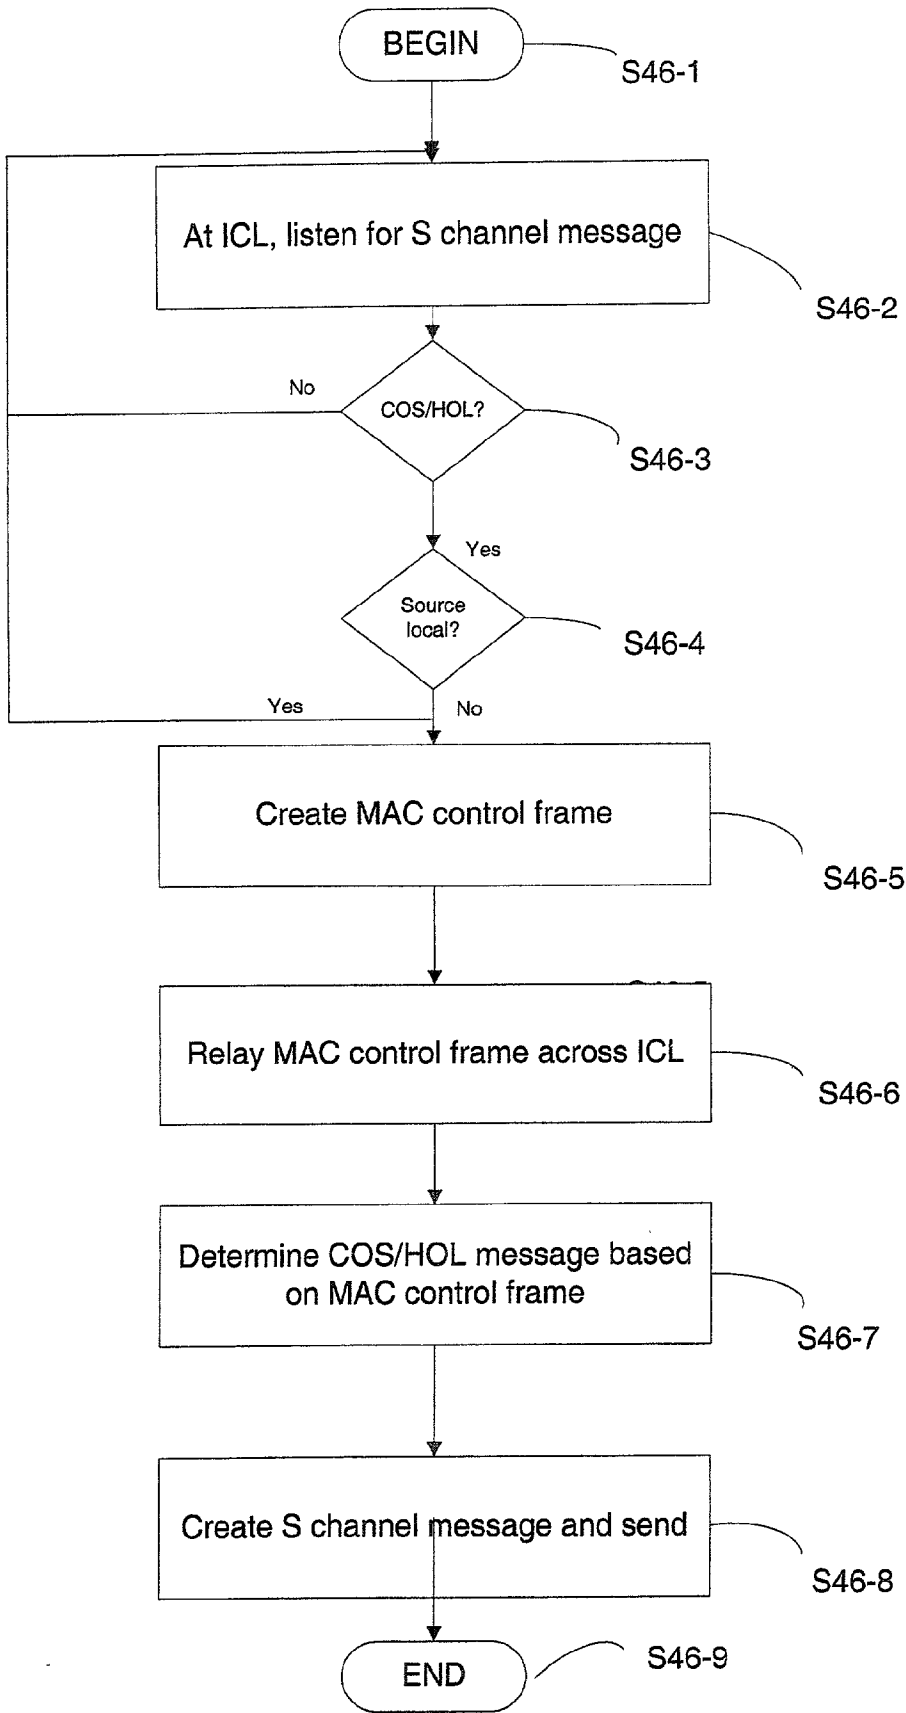 BEGIN
S46-1
At ICL, listen for S channel message
S46-2
No
COS/HOL?
S46-3
Yes
Source
local?
S46-4
Yes
No
Create MAC control frame
S46-5
Relay MAC control frame across ICL
S46-6
Determine COS/HOL message based
on MAC control frame
S46-7
Create S channel message and send
S46-8
END
S46-9